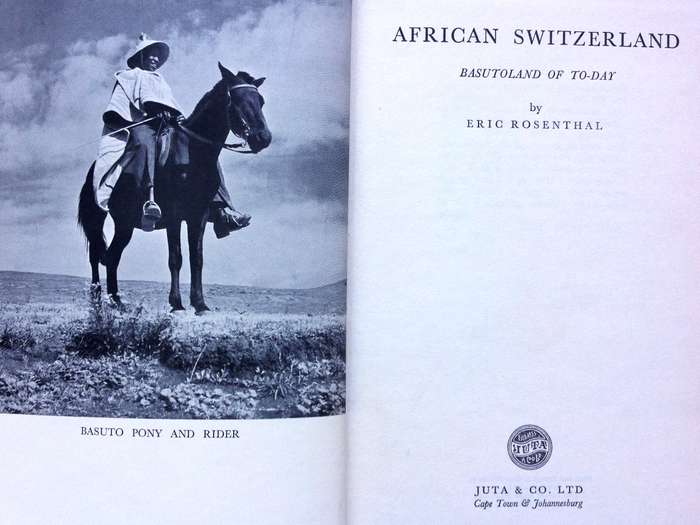 BASUTO PONY AND RIDER
AFRICAN SWITZERLAND
BASUTOLAND OF TO-DAY
by
ERIC ROSENTHAL
JUTA
JUTA & CO. LTD
Cape Town & Johannesburg